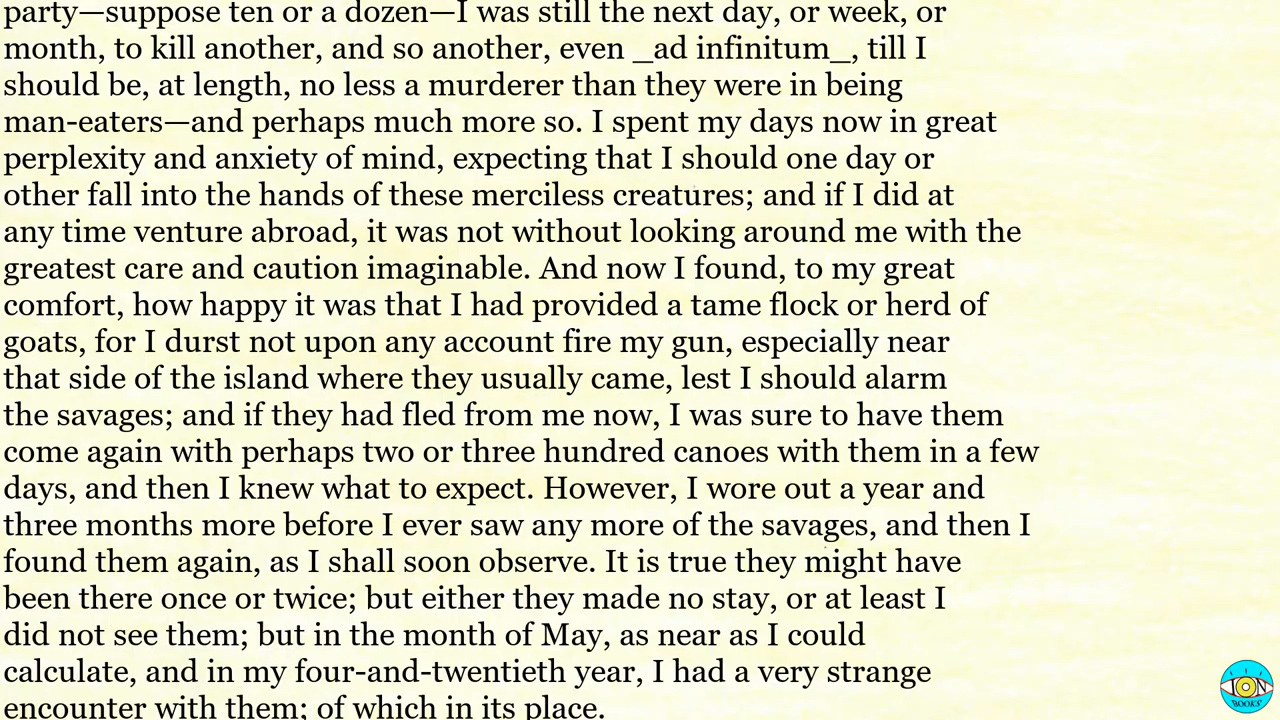 party—suppose ten or a dozen—I was still the next day, or week, or
month, to kill another, and so another, even _ad infinitum_, till I
should be, at length, no less a murderer than they were in being
man-eaters—and perhaps much more so. I spent my days now in great
perplexity and anxiety of mind, expecting that I should one day or
other fall into the hands of these merciless creatures; and if I did at
any time venture abroad, it was not without looking around me with the
greatest care and caution imaginable. And now I found, to my great
comfort, how happy it was that I had provided a tame flock or herd of
goats, for I durst not upon any account fire my gun, especially near
that side of the island where they usually came, lest I should alarm
the savages; and if they had fled from me now, I was sure to have them
come again with perhaps two or three hundred canoes with them in a few
days, and then I knew what to expect. However, I wore out a year and
three months more before I ever saw any more of the savages, and then I
found them again, as I shall soon observe. It is true they might have
been there once or twice; but either they made no stay, or at least I
did not see them; but in the month of May, as near as I could
calculate, and in my four-and-twentieth year, I had a very strange
encounter with them; of which in its place.
ION
BOOKS